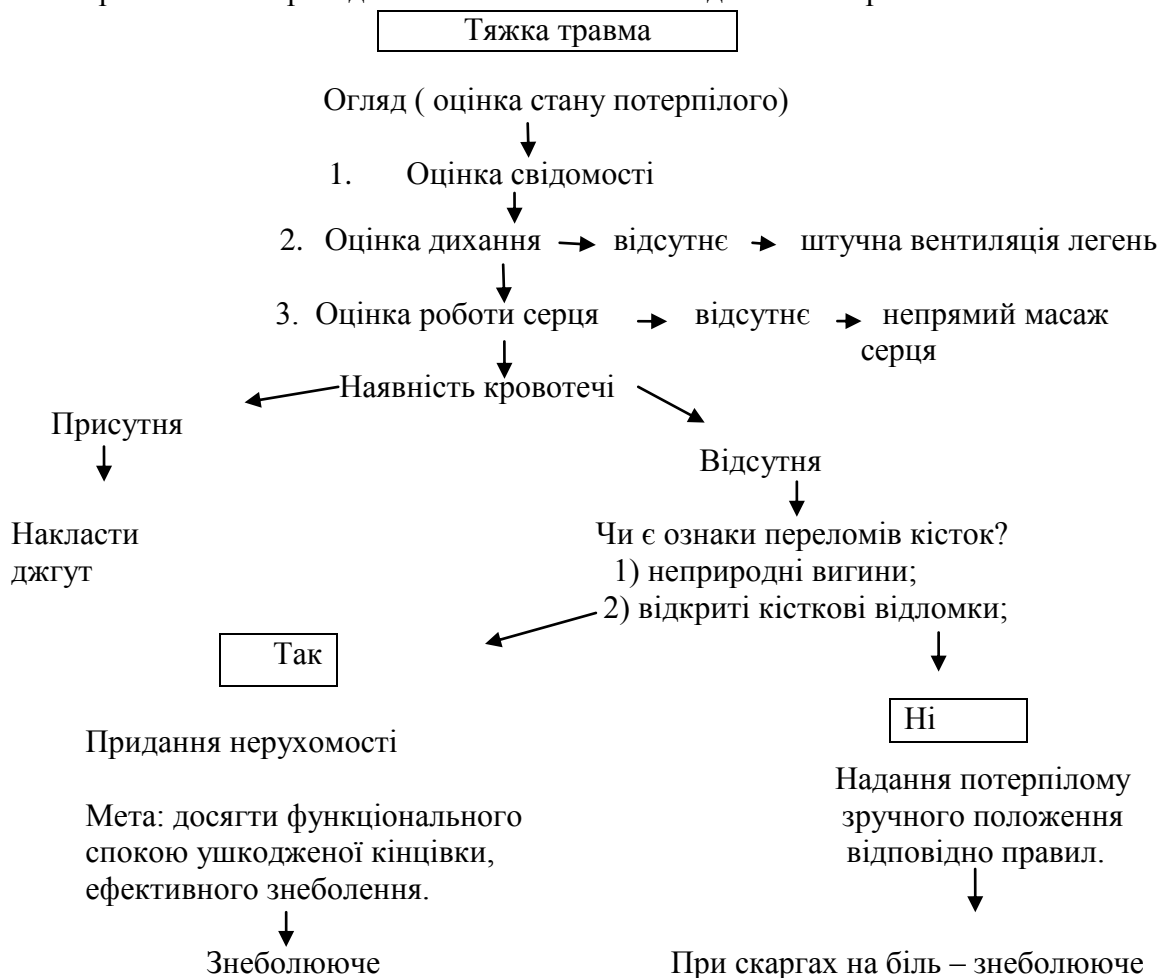 Тяжка травма
Огляд ( оцінка стану потерпілого)
1. Оцінка свідомості
2. Оцінка дихання відсутнє штучна вентиляція легень
3. Оцінка роботи серця відсутнє непрямий масаж
серця
Наявність кровотечі
Присутня
Відсутня
Накласти
джгут
Чи є ознаки переломів кісток?
1) неприродні вигини;
2) відкриті кісткові відломки;
Так
Ні
Придання нерухомості
Надання потерпілому
зручного положення
відповідно правил.
Мета: досягти функціонального
спокою ушкодженої кінцівки,
ефективного знеболення.
Знеболююче
При скаргах на біль – знеболююче